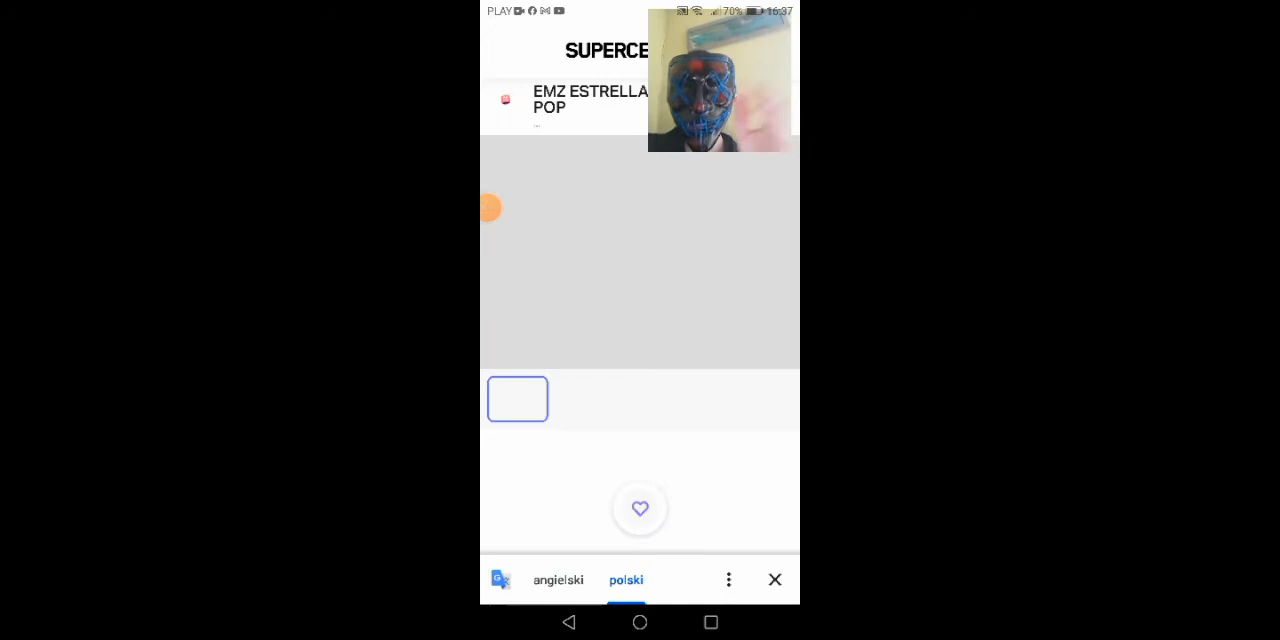 PLAY 70% 16:37
SUPERCE
EMZ ESTRELLA
POP
...
angielski polski